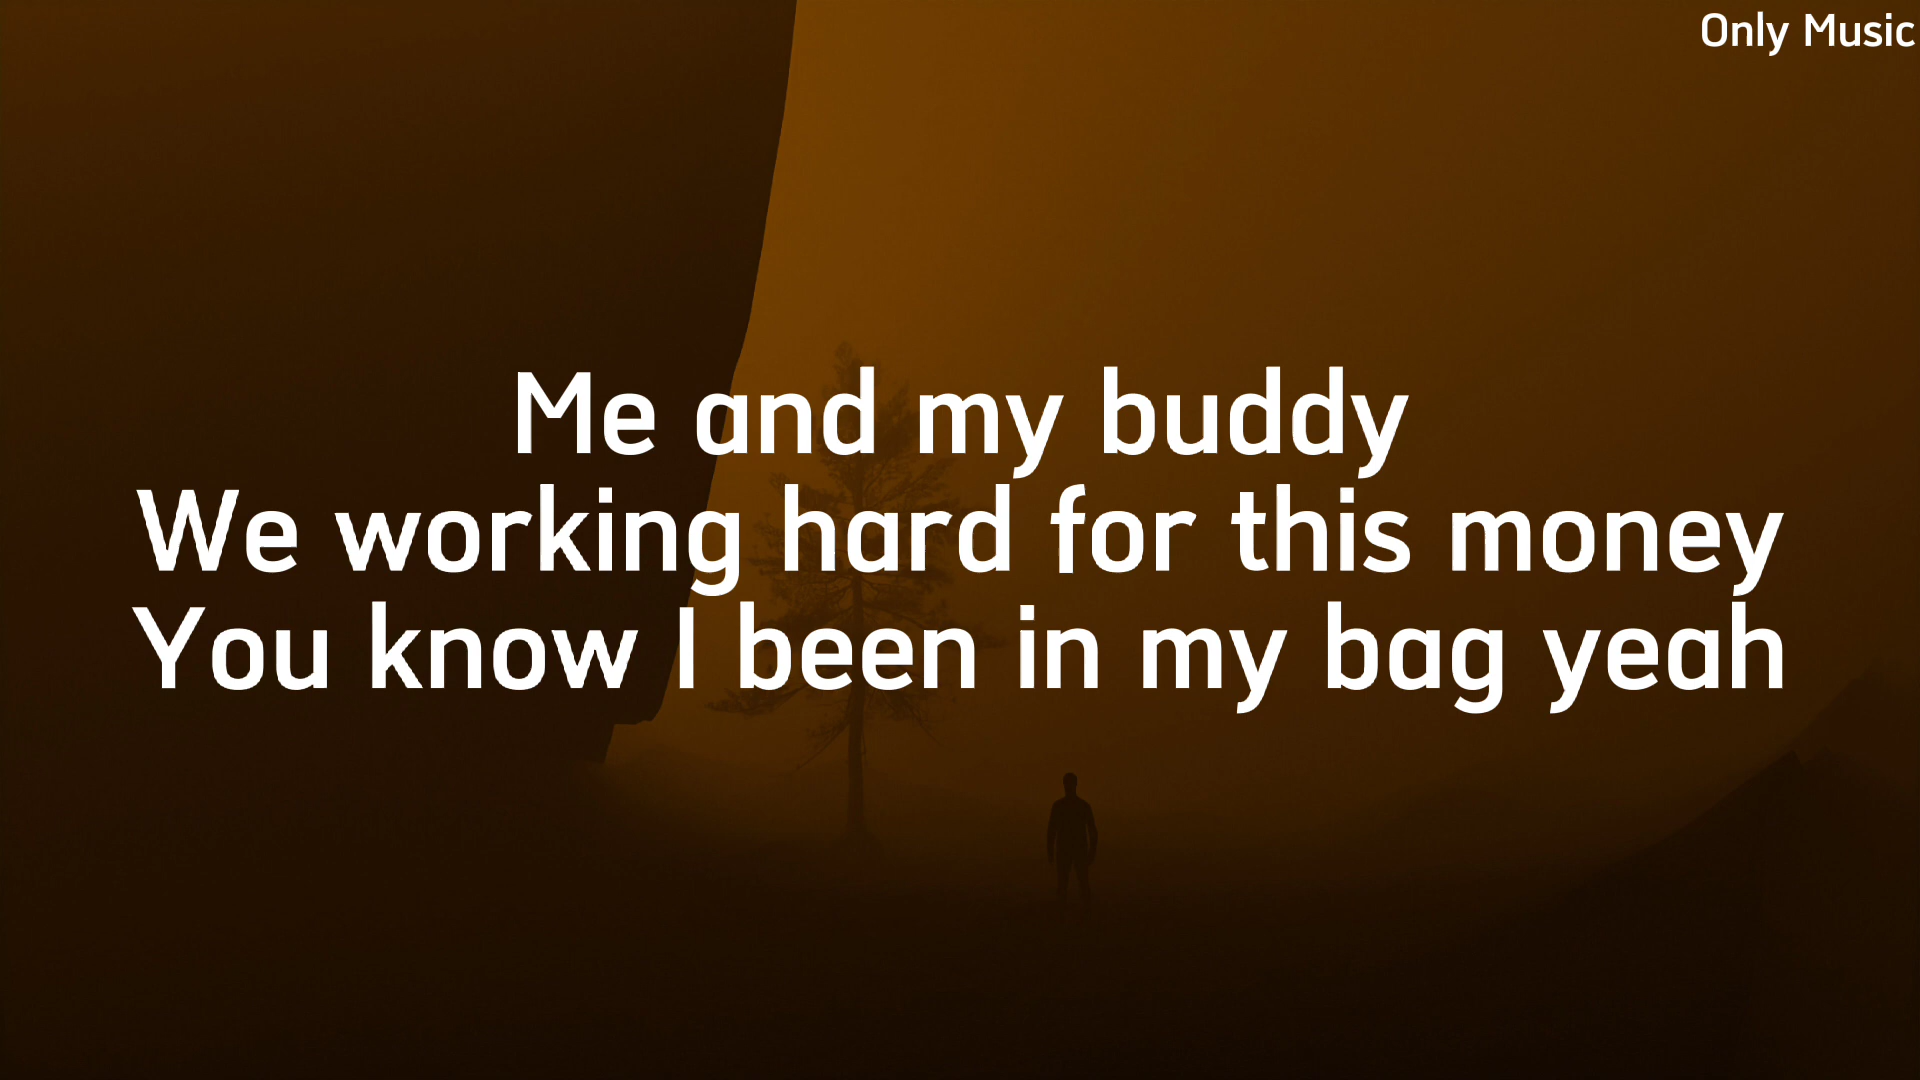 Only Music
Me and my buddy
We working hard for this money
You know I been in my bag yeah